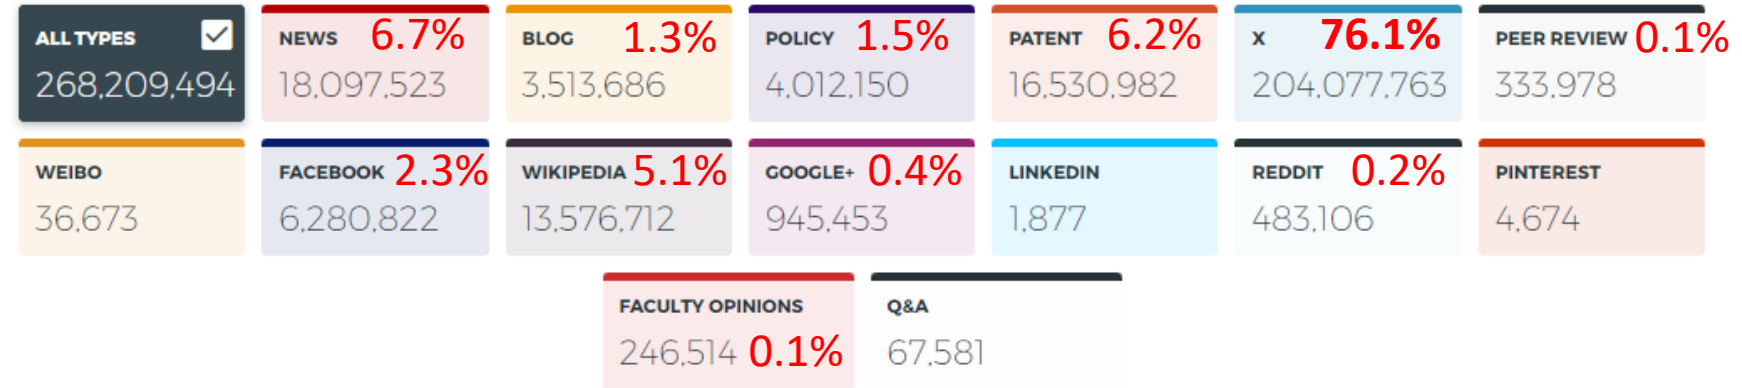 ALL TYPES
268,209,494
NEWS 6.7%
18,097,523
BLOG 1.3%
3,513,686
POLICY 1.5%
4,012,150
PATENT 6.2%
16,530,982
X 76.1%
204,077,763
PEER REVIEW 0.1%
333,978
WEIBO
36,673
FACEBOOK 2.3%
6,280,822
WIKIPEDIA 5.1%
13,576,712
GOOGLE+ 0.4%
945,453
LINKEDIN
1,877
REDDIT 0.2%
483,106
PINTEREST
4,674
FACULTY OPINIONS
246,514 0.1%
Q&A
67,581